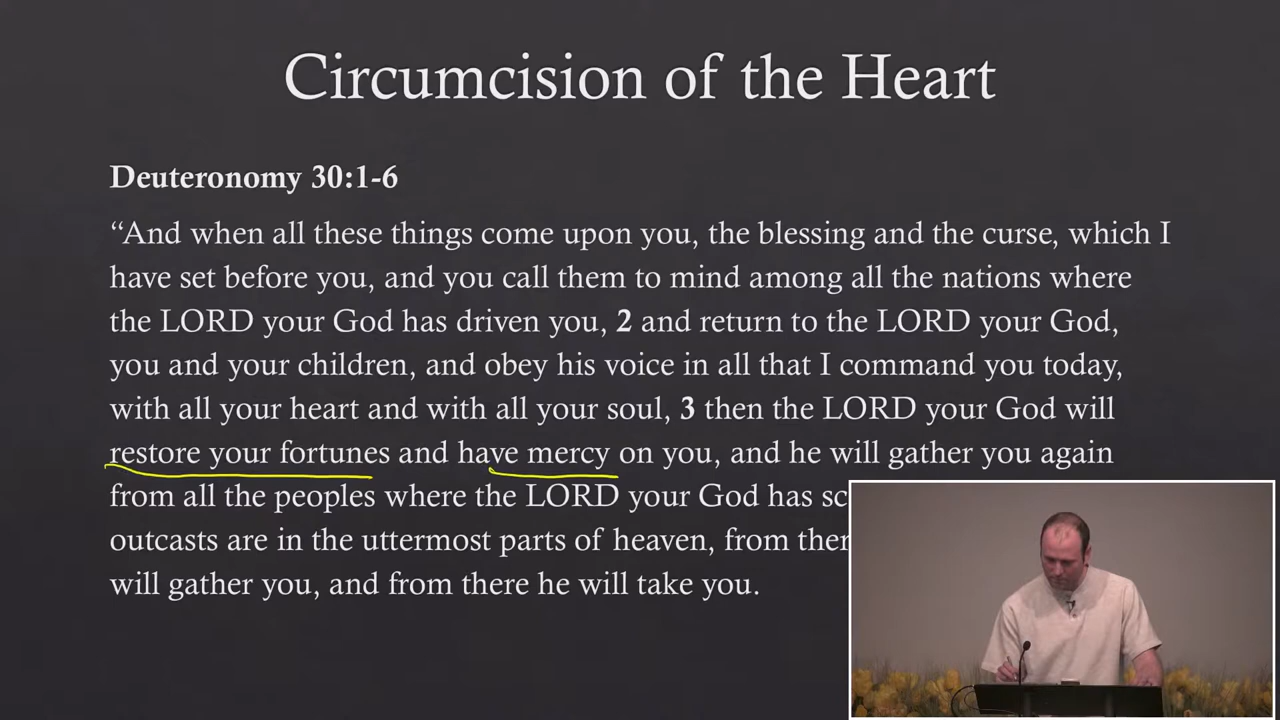 Circumcision of the Heart
Deuteronomy 30:1-6
“And when all these things come upon you, the blessing and the curse, which I
have set before you, and you call them to mind among all the nations where
the LORD your God has driven you, 2 and return to the LORD your God,
you and your children, and obey his voice in all that I command you today,
with all your heart and with all your soul, 3 then the LORD your God will
restore your fortunes and have mercy on you, and he will gather you again
from all the peoples where the LORD your God has
outcasts are in the uttermost parts of heaven, from
will gather you, and from there he will take you.